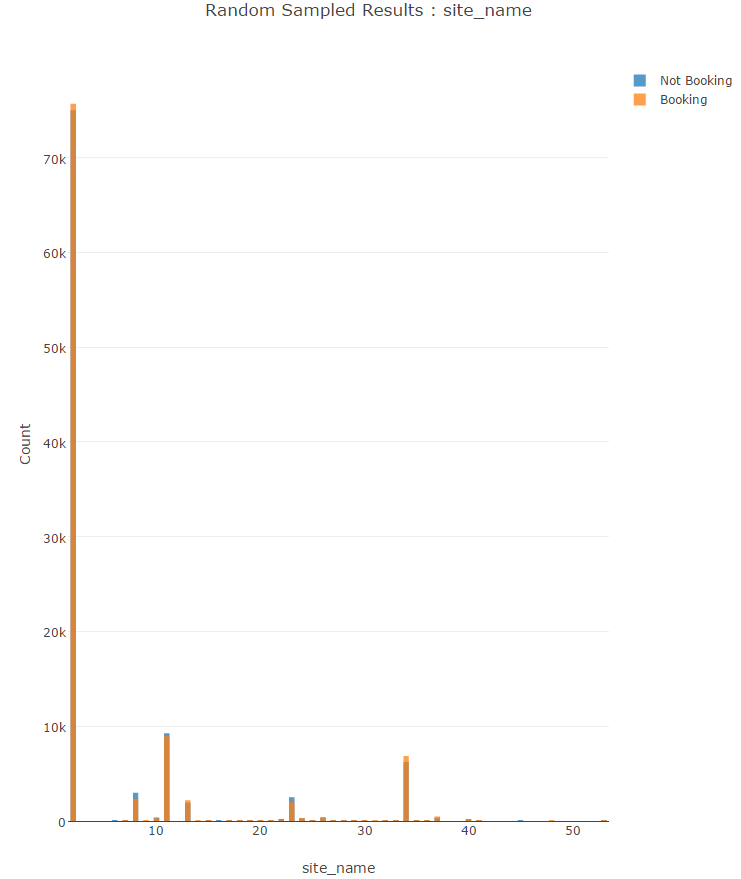 Random Sampled Results : site_name
Not Booking
Booking
70k
60k
50k
40k
30k
20k
10k
0
Count
10 20 30 40 50
site_name